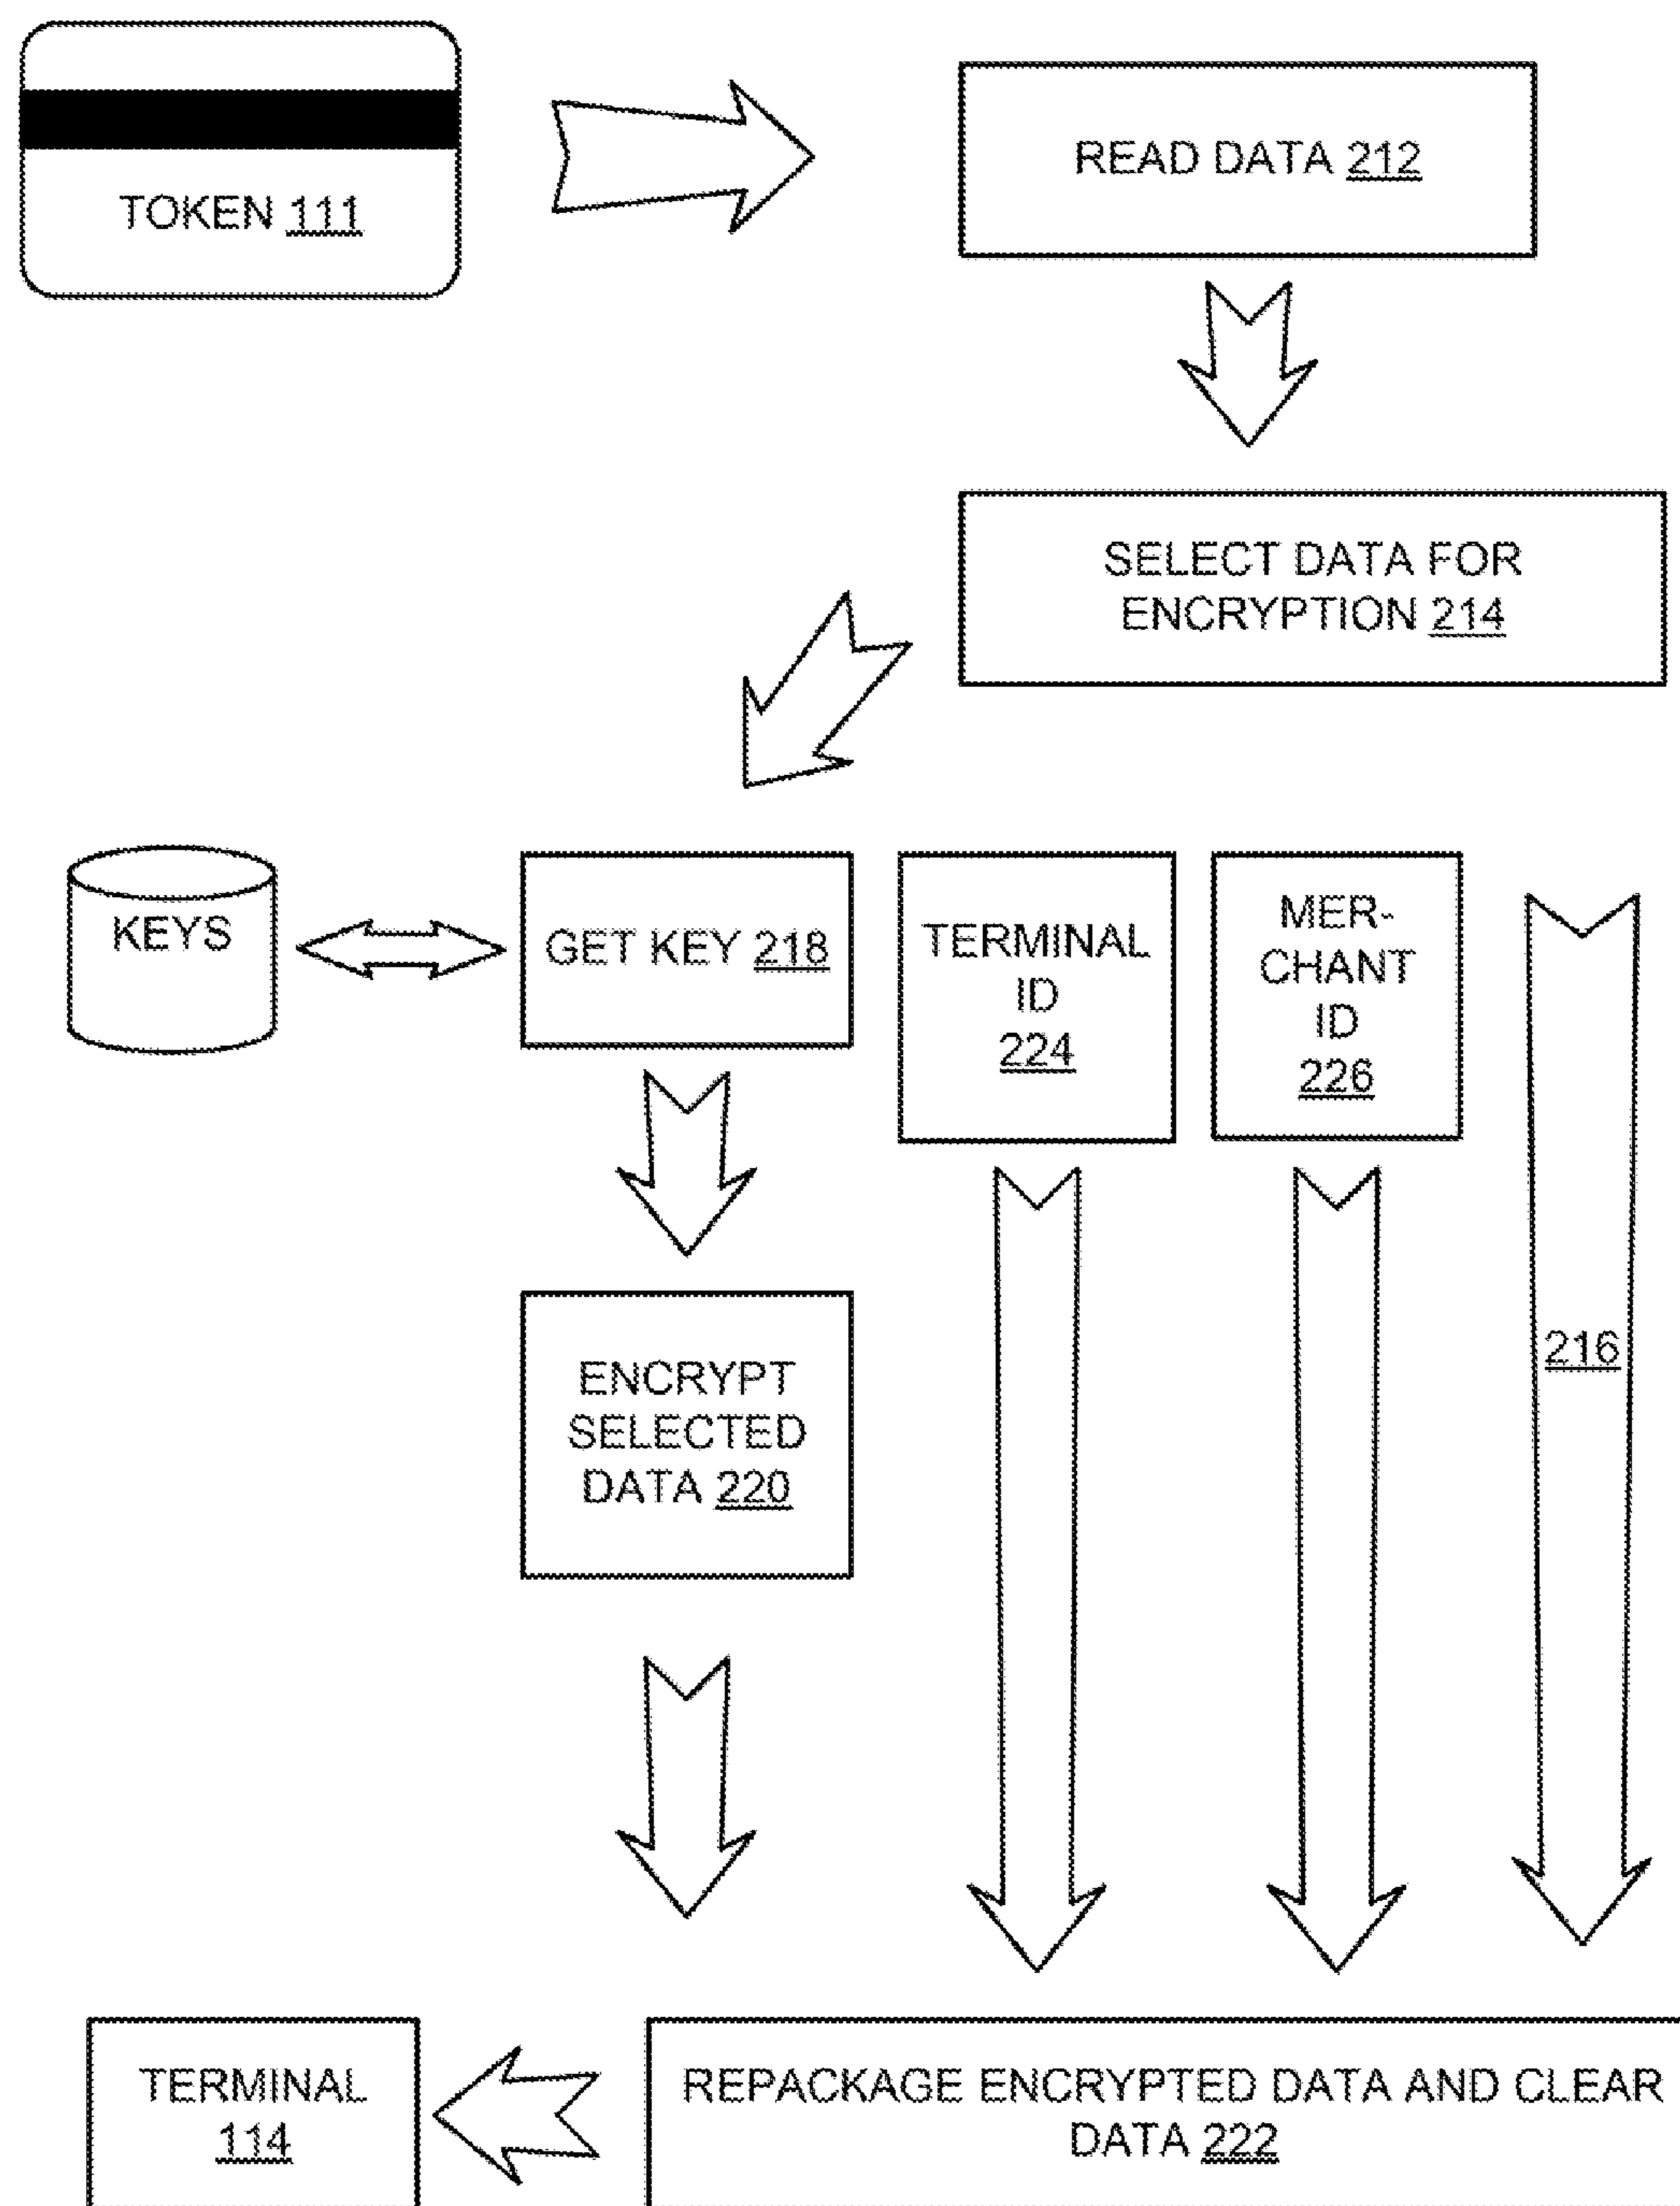 TOKEN 111
READ DATA 212
SELECT DATA FOR
ENCRYPTION 214
KEYS
GET KEY 218
TERMINAL
ID
224
MER-
CHANT
ID
226
216
ENCRYPT
SELECTED
DATA 220
TERMINAL
114
REPACKAGE ENCRYPTED DATA AND CLEAR
DATA 222